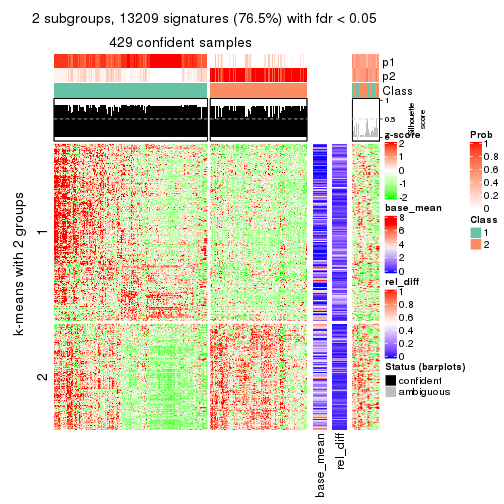 2 subgroups, 13209 signatures (76.5%) with fdr < 0.05
429 confident samples
p1
p2
Class
1
0.5
0
Silhouette
score
k-means with 2 groups
1
2
base_mean
rel_diff
z-score
2
1
0
-1
-2
base_mean
8
6
4
2
0
rel_diff
1
0.8
0.6
0.4
0.2
0
Status (barplots)
confident
ambiguous
Prob
1
0.8
0.6
0.4
0.2
0
Class
1
2